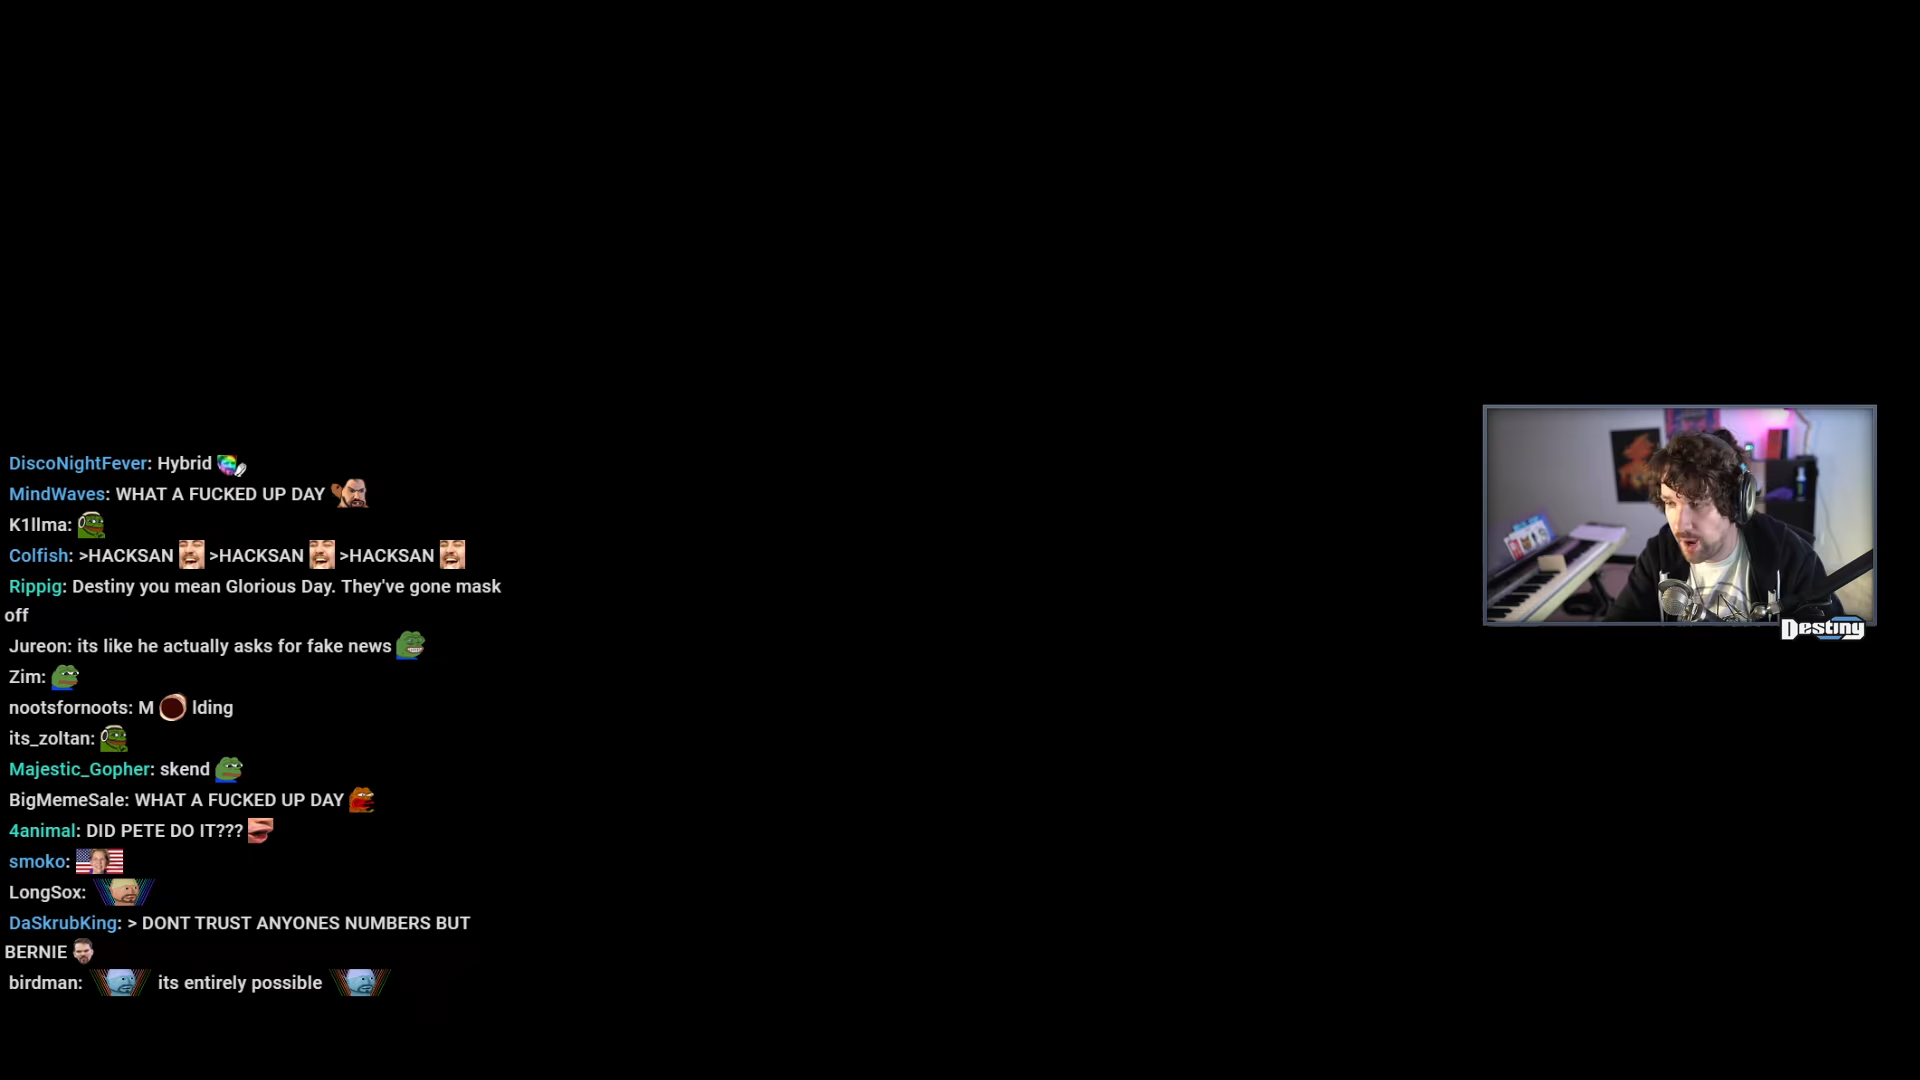 DiscoNightFever: Hybrid
MindWaves: WHAT A FUCKED UP DAY
K1llma:
Colfish: >HACKSAN >HACKSAN >HACKSAN
Rippig: Destiny you mean Glorious Day. They've gone mask
off
Jureon: its like he actually asks for fake news
Zim:
nootsfornoots: M lding
its_zoltan:
Majestic_Gopher: skend
BigMemeSale: WHAT A FUCKED UP DAY
4animal: DID PETE DO IT???
smoko:
LongSox:
DaSkrubKing: > DONT TRUST ANYONES NUMBERS BUT
BERNIE
birdman: its entirely possible
Destiny